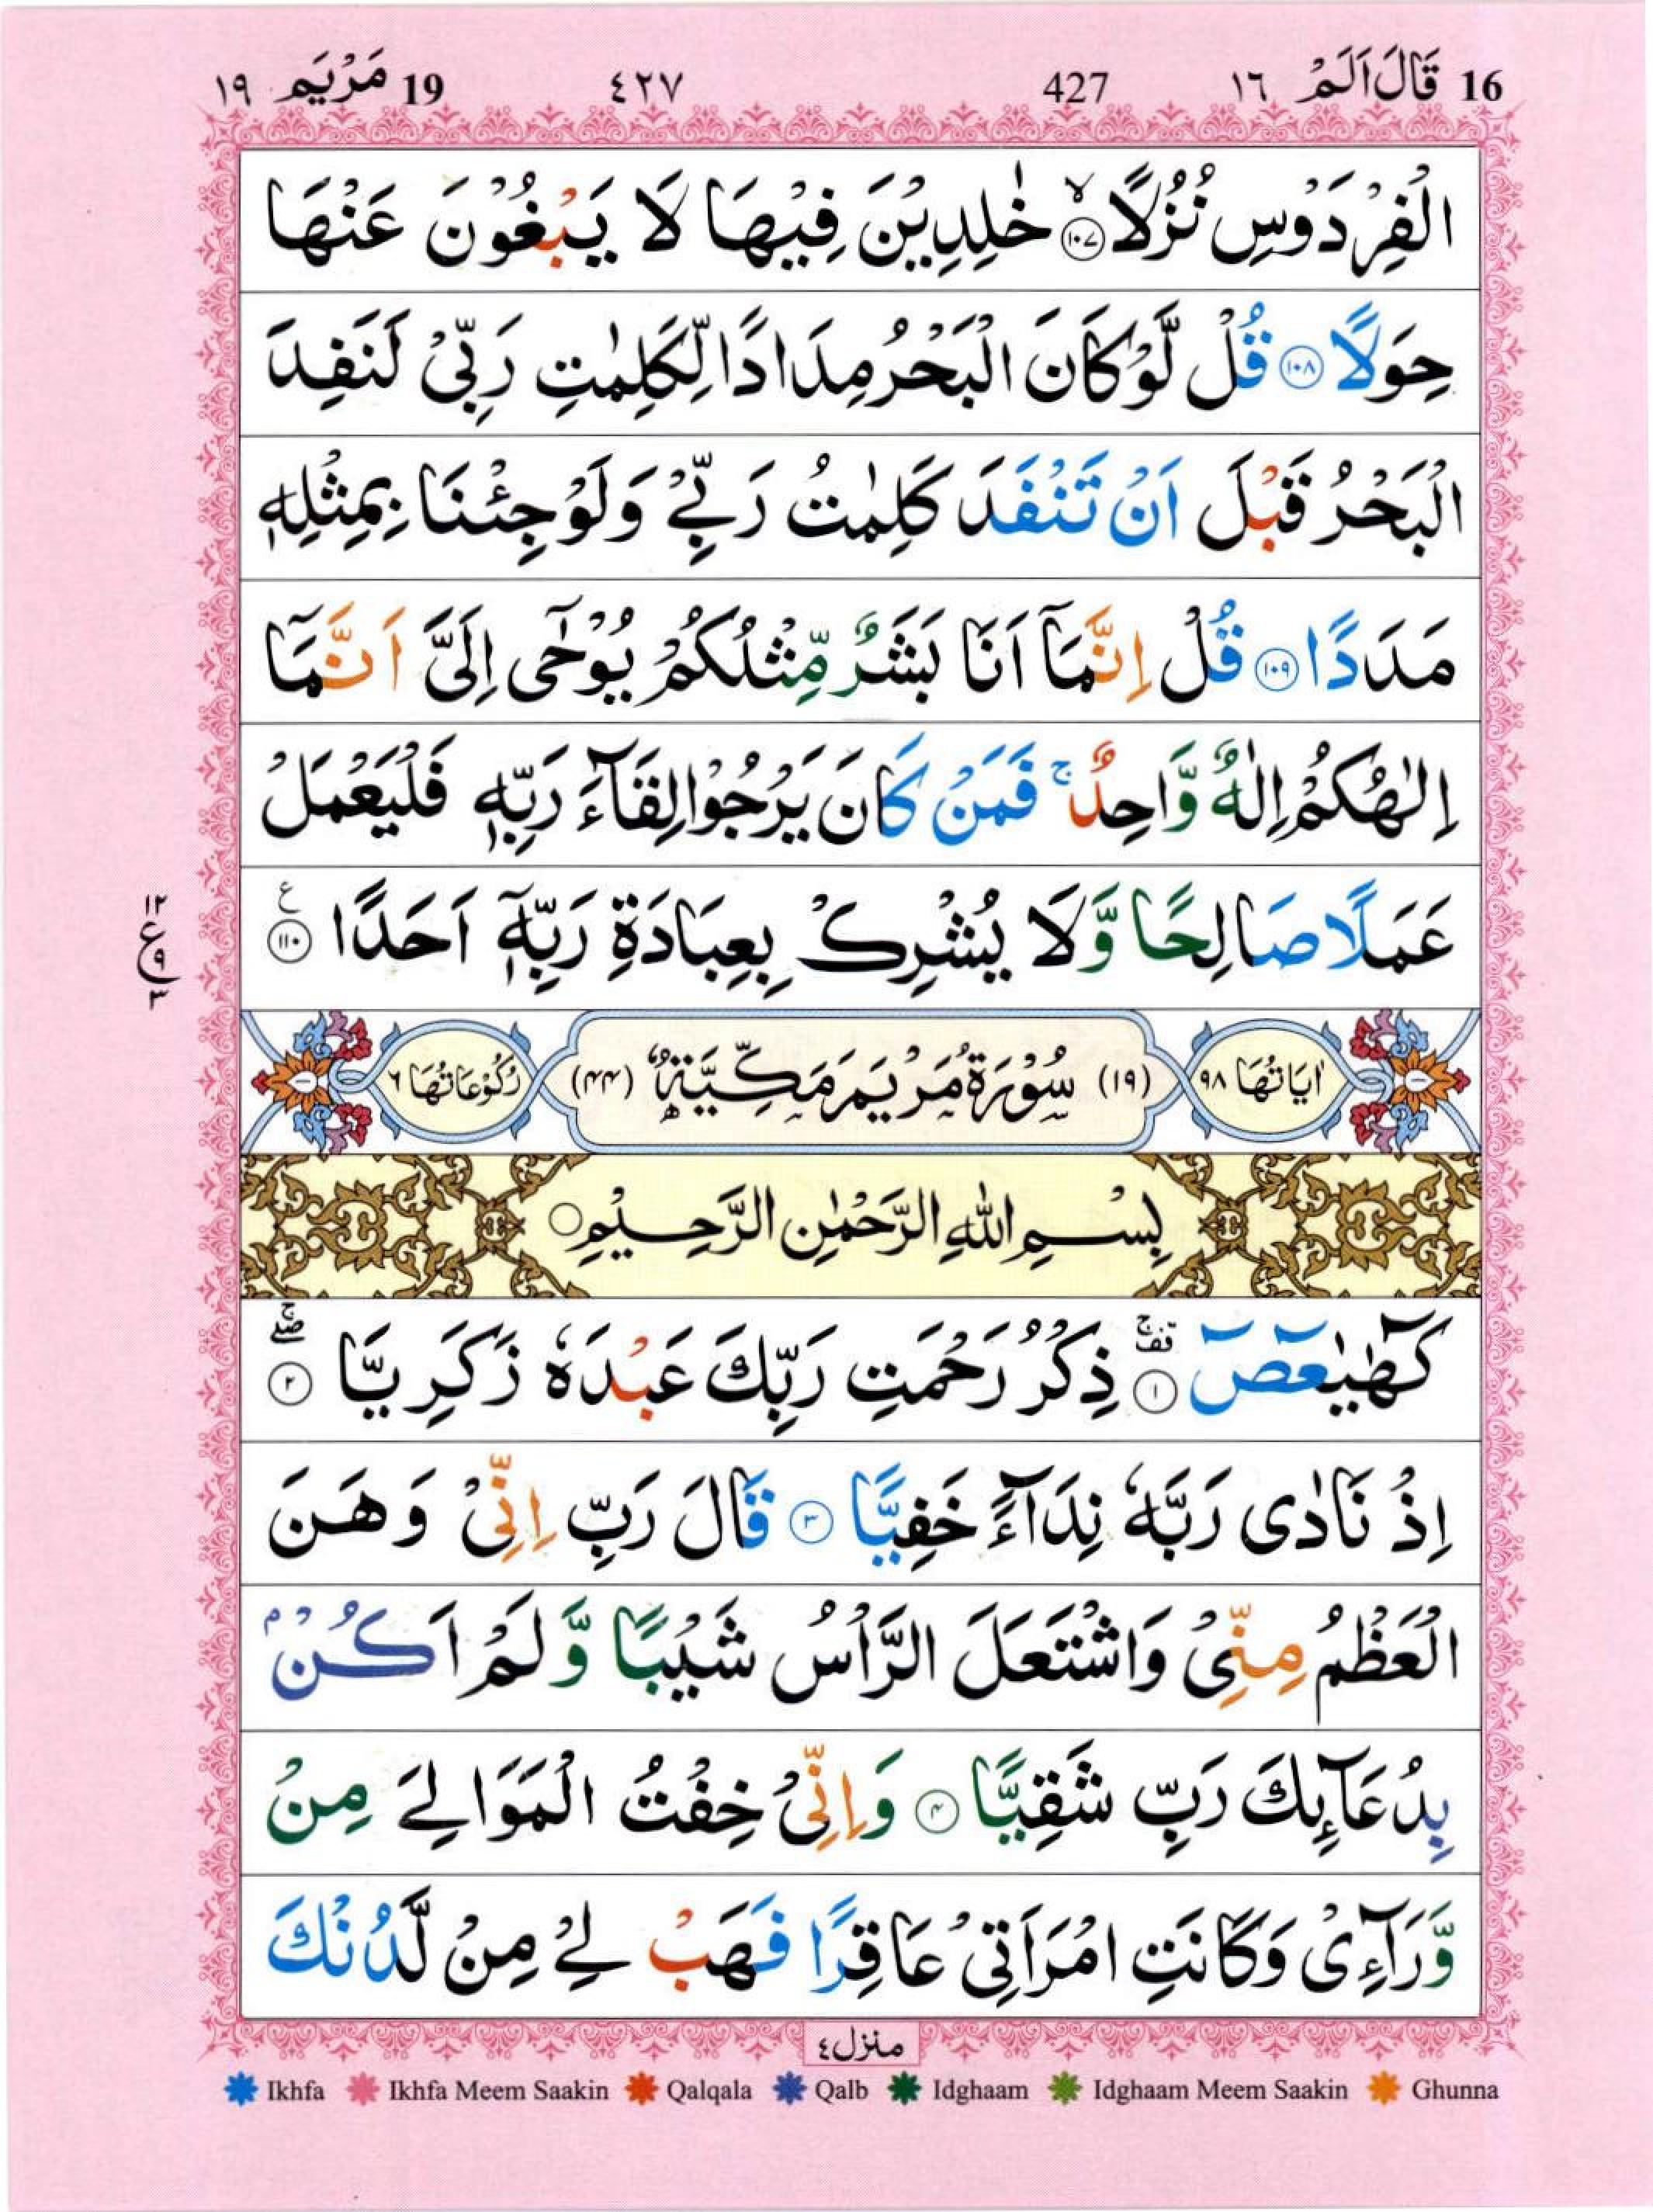 16 قَالَ اَلَمْ ١٦ 427 ٤٢٧ 19 مَرْيَم ١٩
الْفِرْدَوْسِ نُزُلًا ۙ﴿١٠٧﴾ خٰلِدِيْنَ فِيْهَا لَا يَبْغُوْنَ عَنْهَا
حِوَلًا ﴿١٠٨﴾ قُلْ لَّوْ كَانَ الْبَحْرُ مِدَادًا لِّكَلِمٰتِ رَبِّىْ لَنَفِدَ
الْبَحْرُ قَبْلَ اَنْ تَنْفَدَ كَلِمٰتُ رَبِّىْ وَلَوْ جِئْنَا بِمِثْلِهٖ
مَدَدًا ﴿١٠٩﴾ قُلْ اِنَّمَاۤ اَنَا بَشَرٌ مِّثْلُكُمْ يُوْحٰۤى اِلَىَّ اَنَّمَاۤ
اِلٰهُكُمْ اِلٰهٌ وَّاحِدٌ ۚ فَمَنْ كَانَ يَرْجُوْا لِقَآءَ رَبِّهٖ فَلْيَعْمَلْ
عَمَلًا صَالِحًا وَّلَا يُشْرِكْ بِعِبَادَةِ رَبِّهٖۤ اَحَدًا ﴿١١٠﴾ ع
١٢ ع ٩ ٣
اٰيَاتُهَا ٩٨ (١٩) سُوْرَةُ مَرْيَمَ مَكِّيَّةٌ (٤٤) رُكُوْعَاتُهَا ٦
بِسْمِ اللّٰهِ الرَّحْمٰنِ الرَّحِيْمِ ○
كٓهٰيٰعٓصٓ ۚ﴿١﴾ ذِكْرُ رَحْمَتِ رَبِّكَ عَبْدَهٗ زَكَرِيَّا ۖۚ﴿٢﴾
اِذْ نَادٰى رَبَّهٗ نِدَآءً خَفِيًّا ﴿٣﴾ قَالَ رَبِّ اِنِّىْ وَهَنَ
الْعَظْمُ مِنِّىْ وَاشْتَعَلَ الرَّاْسُ شَيْبًا وَّلَمْ اَكُنْۢ
بِدُعَآئِكَ رَبِّ شَقِيًّا ﴿٤﴾ وَاِنِّىْ خِفْتُ الْمَوَالِىَ مِنْ
وَّرَآءِىْ وَكَانَتِ امْرَاَتِىْ عَاقِرًا فَهَبْ لِىْ مِنْ لَّدُنْكَ
منزل ٤
Ikhfa Ikhfa Meem Saakin Qalqala Qalb Idghaam Idghaam Meem Saakin Ghunna